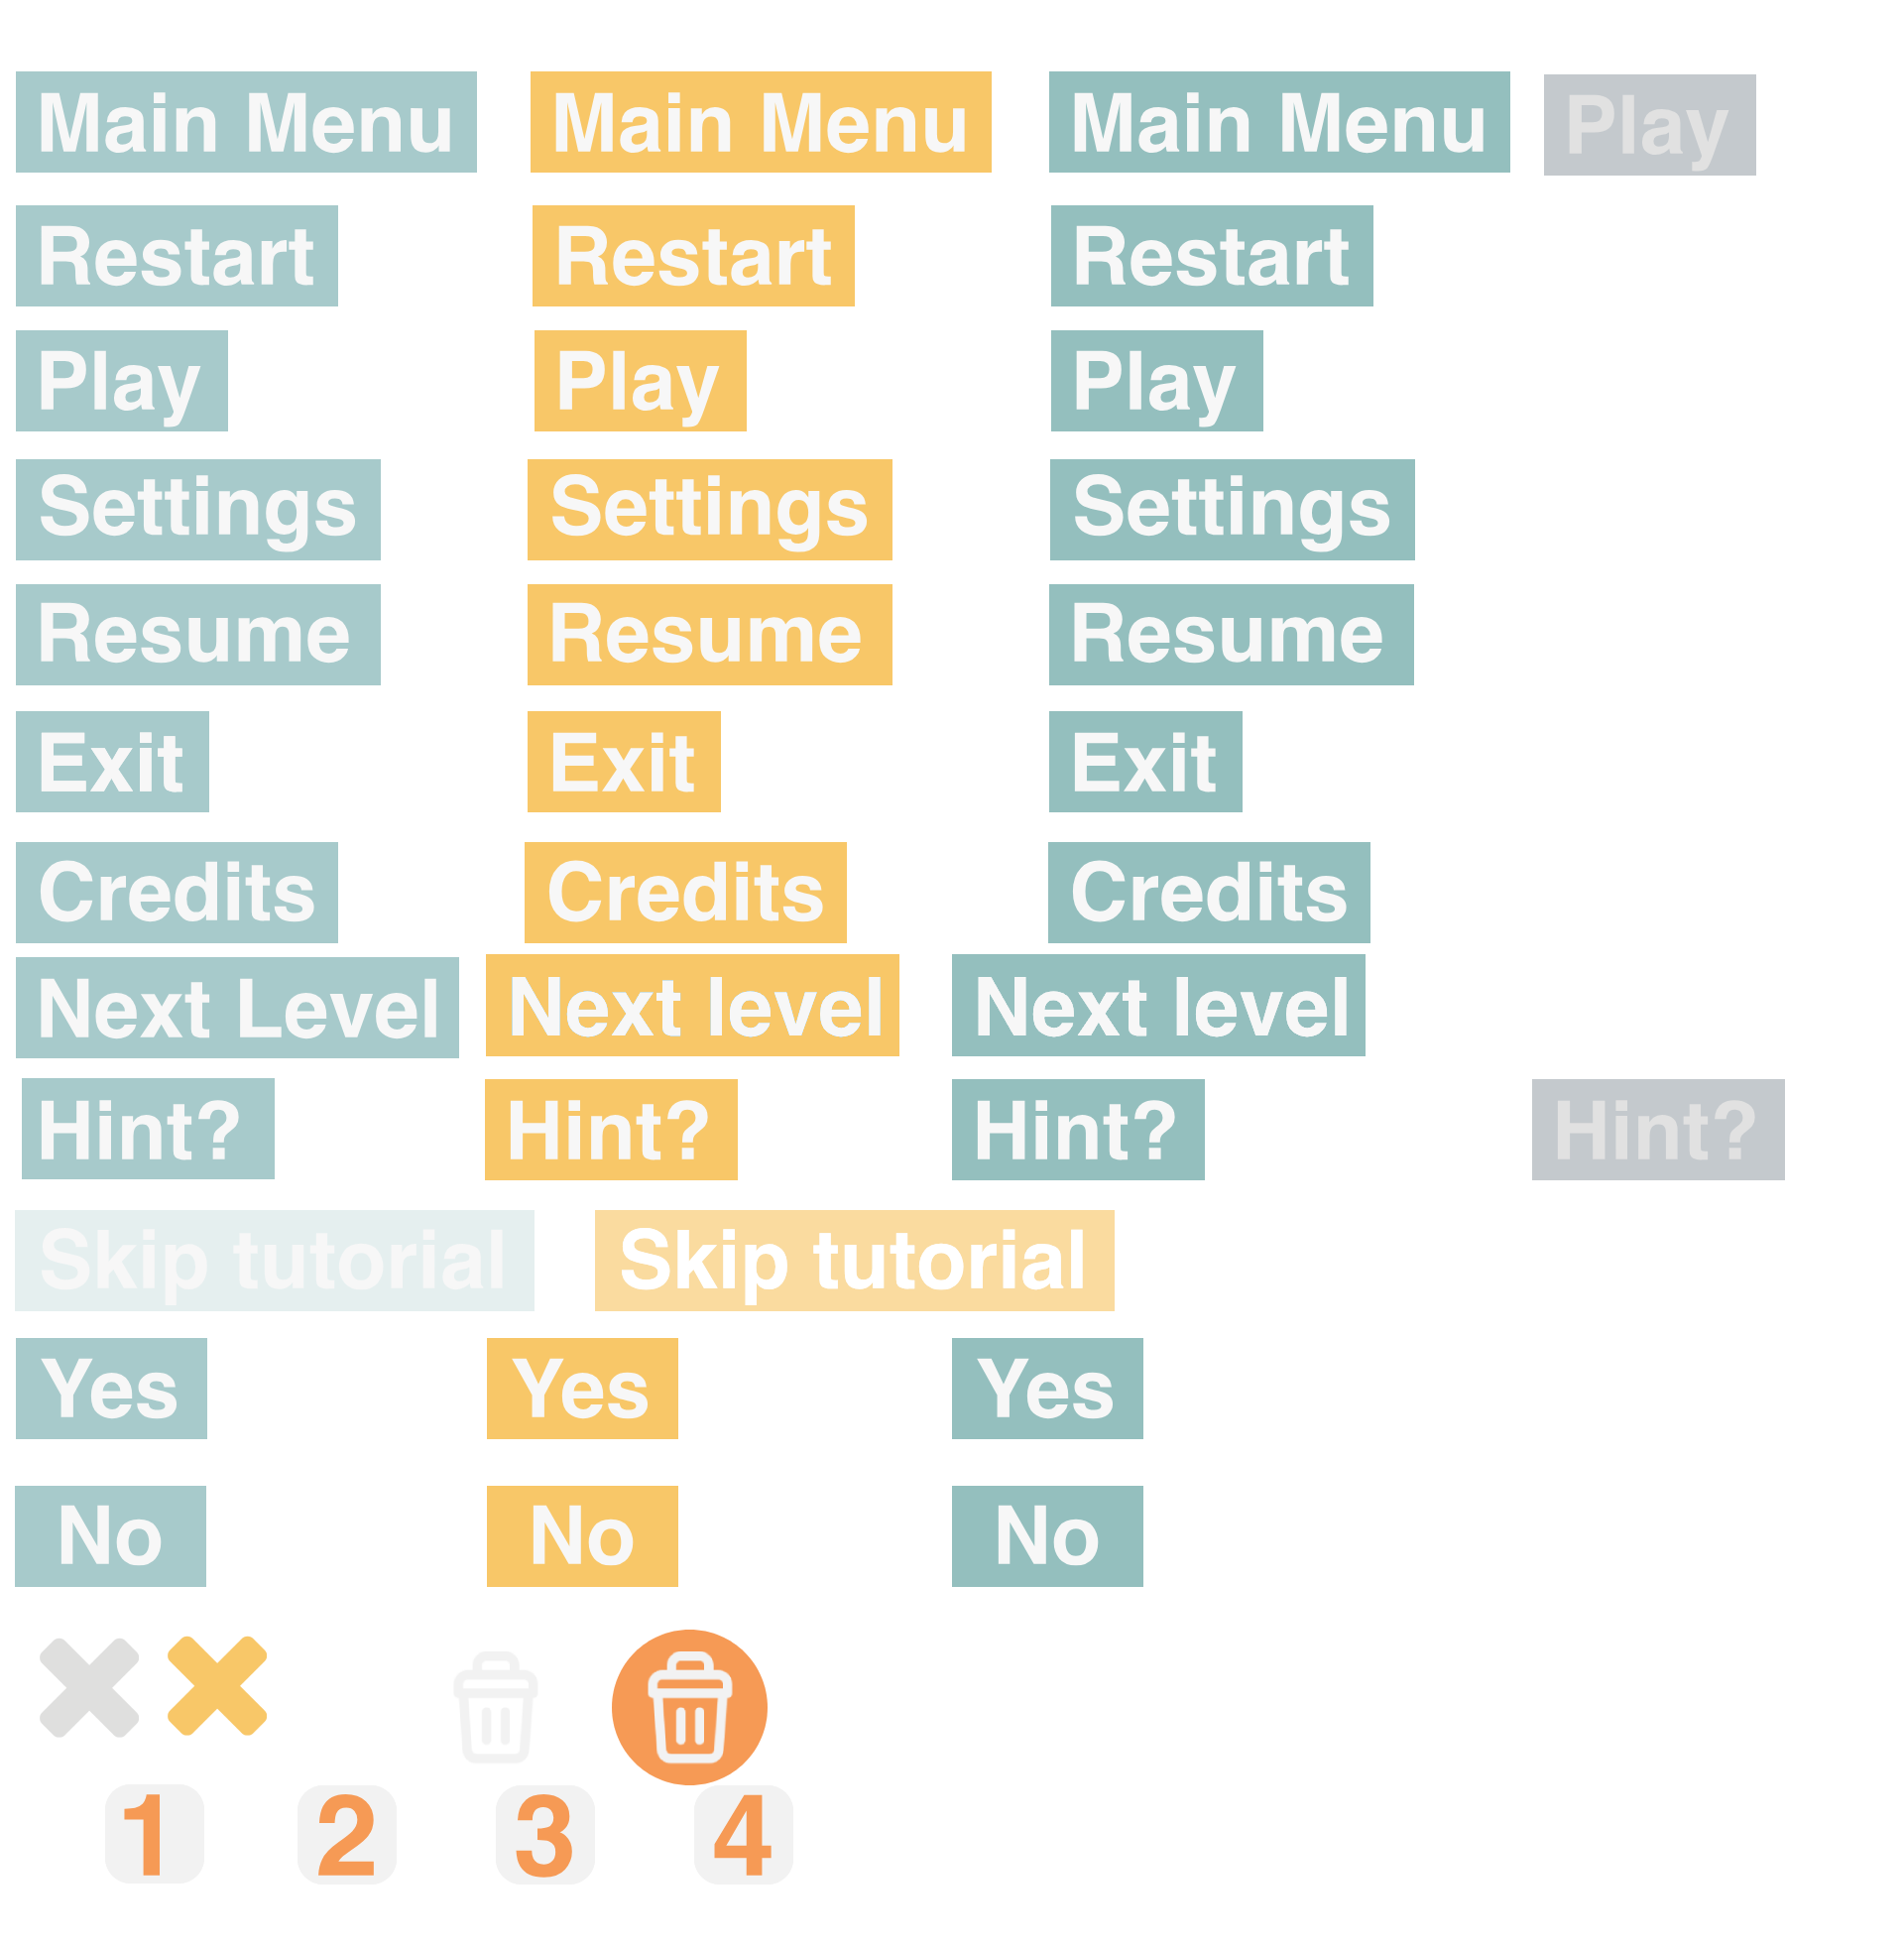 Main Menu Main Menu Main Menu Play
Restart Restart Restart
Play Play Play
Settings Settings Settings
Resume Resume Resume
Exit Exit Exit
Credits Credits Credits
Next Level Next level Next level
Hint? Hint? Hint? Hint?
Skip tutorial Skip tutorial
Yes Yes Yes
No No No
1 2 3 4